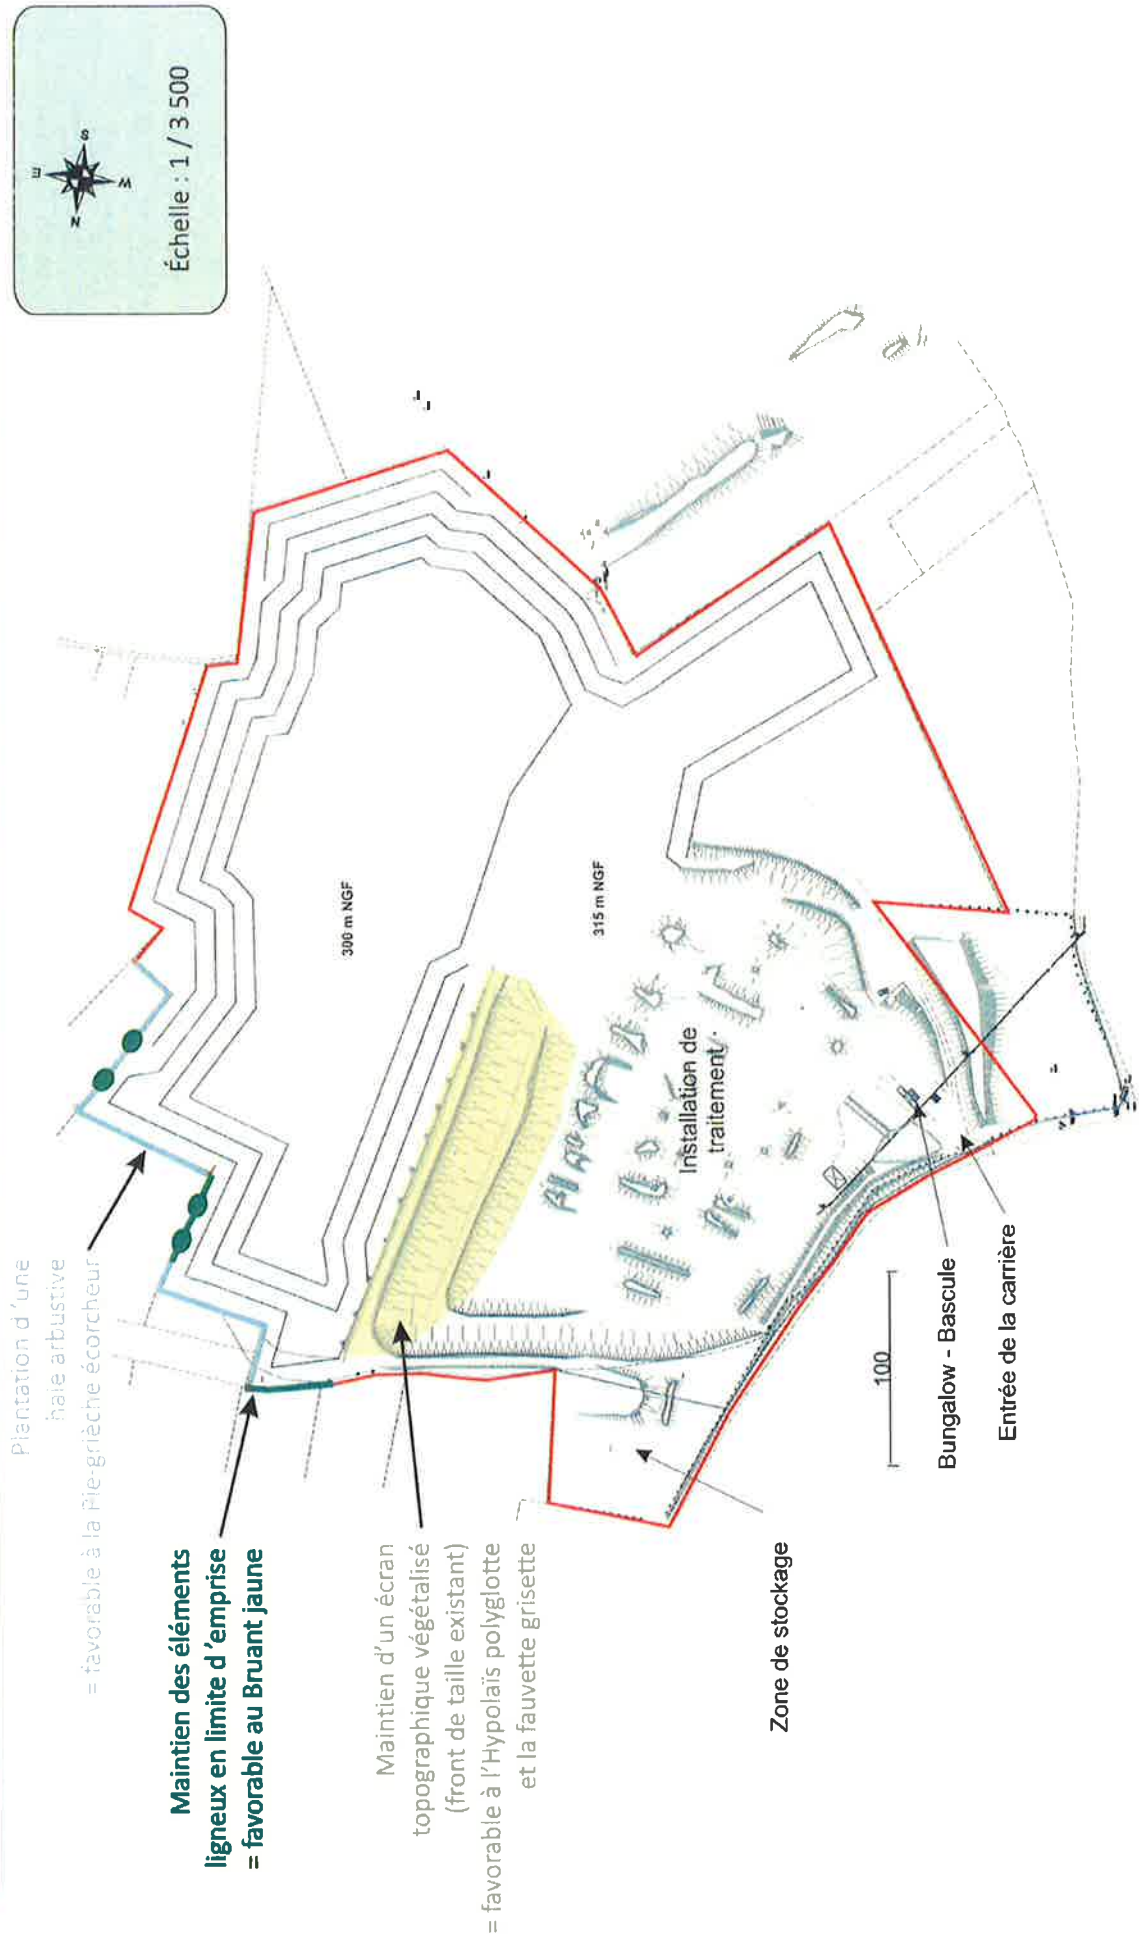 Plantation d'une
haie arbustive
= favorable à la Pie-grièche écorcheur
Maintien des éléments
ligneux en limite d'emprise
= favorable au Bruant jaune
Maintien d'un écran
topographique végétalisé
(front de taille existant)
= favorable à l'Hypolaïs polyglotte
et la fauvette grisette
Zone de stockage
300 m NGF
315 m NGF
Installation de
traitement
100
Bungalow - Bascule
Entrée de la carrière
N
E
S
W
Échelle : 1 / 3 500